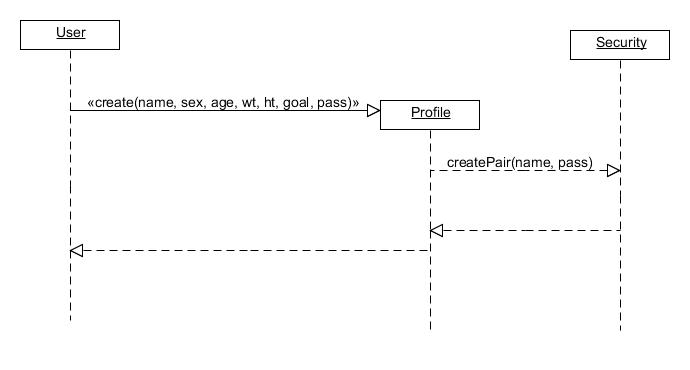 User
Security
«create(name, sex, age, wt, ht, goal, pass)»
Profile
createPair(name, pass)